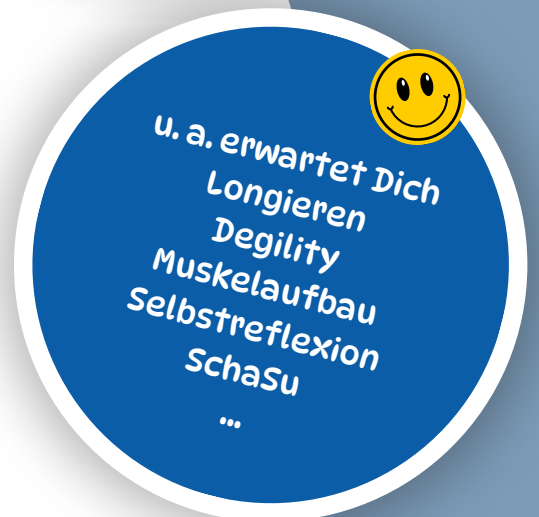 u. a. erwartet Dich
Longieren
Degility
Muskelaufbau
Selbstreflexion
SchaSu
...